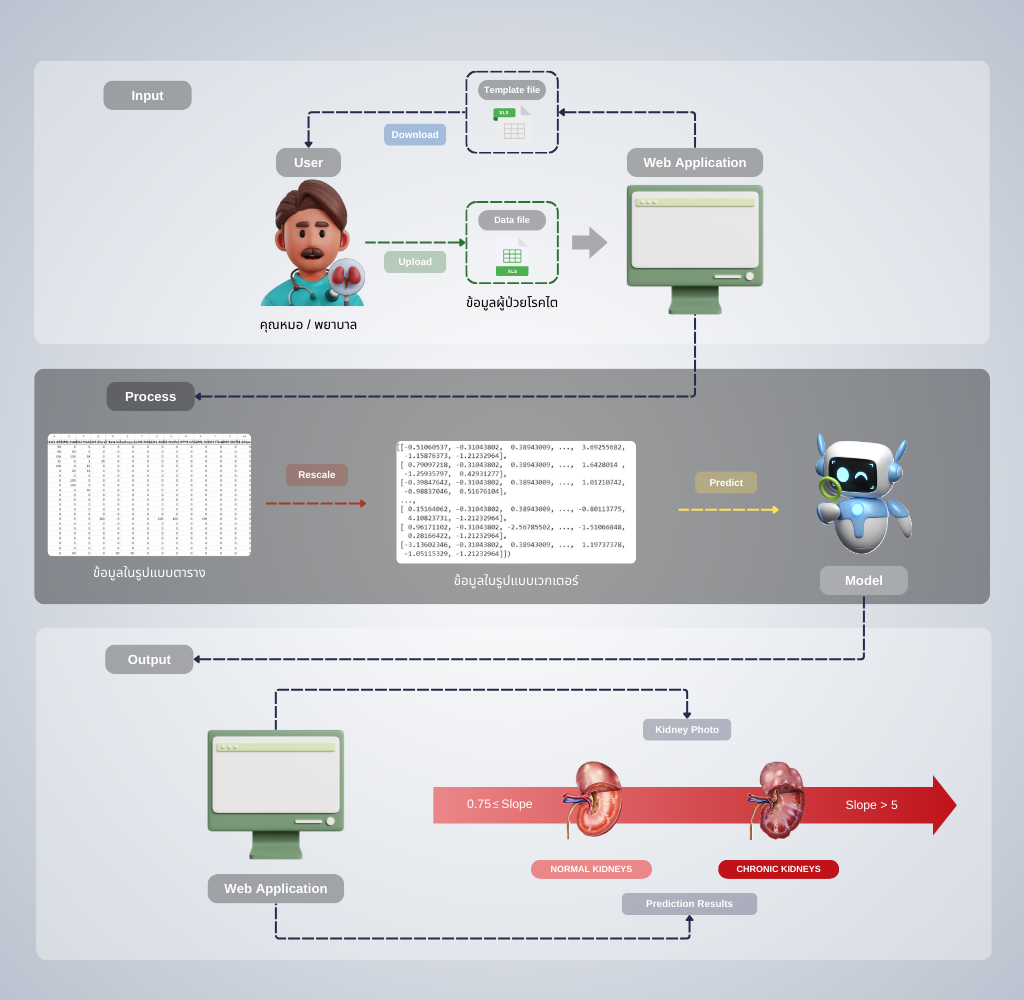 Input
Template file
XLS
Download
User
Web Application
Data file
XLS
Upload
ข้อมูลผู้ป่วยโรคไต
คุณหมอ / พยาบาล
Process
Rescale
[[-0.51060537, -0.31043802, 0.38943009, ..., 3.69255682,
-1.15876373, -1.21232964],
[ 0.79097218, -0.31043802, 0.38943009, ..., 1.6428014 ,
-1.25935797, 0.42931277],
[-0.39847642, -0.31043802, 0.38943009, ..., 1.01210742,
-0.98837046, 0.51676104],
...,
[ 0.15164062, -0.31043802, 0.38943009, ..., -0.80113775,
4.10823731, -1.21232964],
[ 0.96171102, -0.31043802, -2.56785502, ..., -1.51066848,
0.28166422, -1.21232964],
[-3.13602346, -0.31043802, 0.38943009, ..., 1.19737378,
-1.05115329, -1.21232964]])
Predict
ข้อมูลในรูปแบบตาราง
ข้อมูลในรูปแบบเวกเตอร์
Model
Output
Kidney Photo
0.75 ≤ Slope
Slope > 5
NORMAL KIDNEYS
CHRONIC KIDNEYS
Web Application
Prediction Results